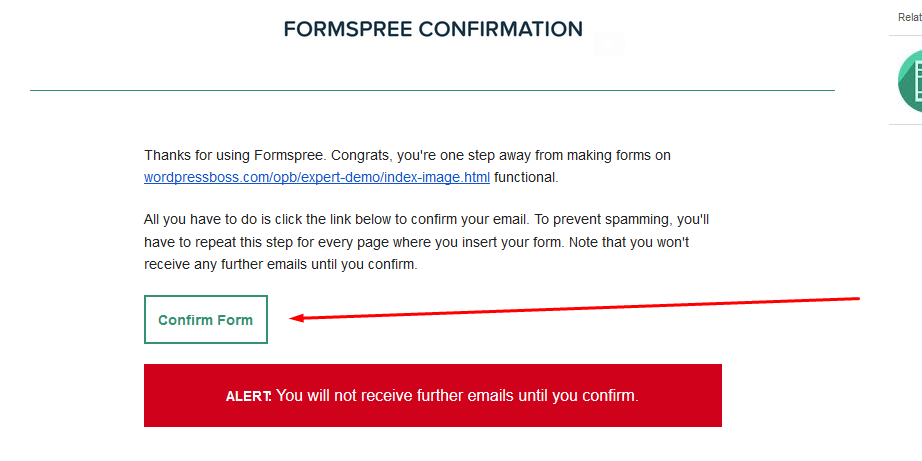 Relat
FORMSPREE CONFIRMATION
Thanks for using Formspree. Congrats, you're one step away from making forms on
wordpressboss.com/opb/expert-demo/index-image.html functional.
All you have to do is click the link below to confirm your email. To prevent spamming, you'll
have to repeat this step for every page where you insert your form. Note that you won't
receive any further emails until you confirm.
Confirm Form
ALERT: You will not receive further emails until you confirm.